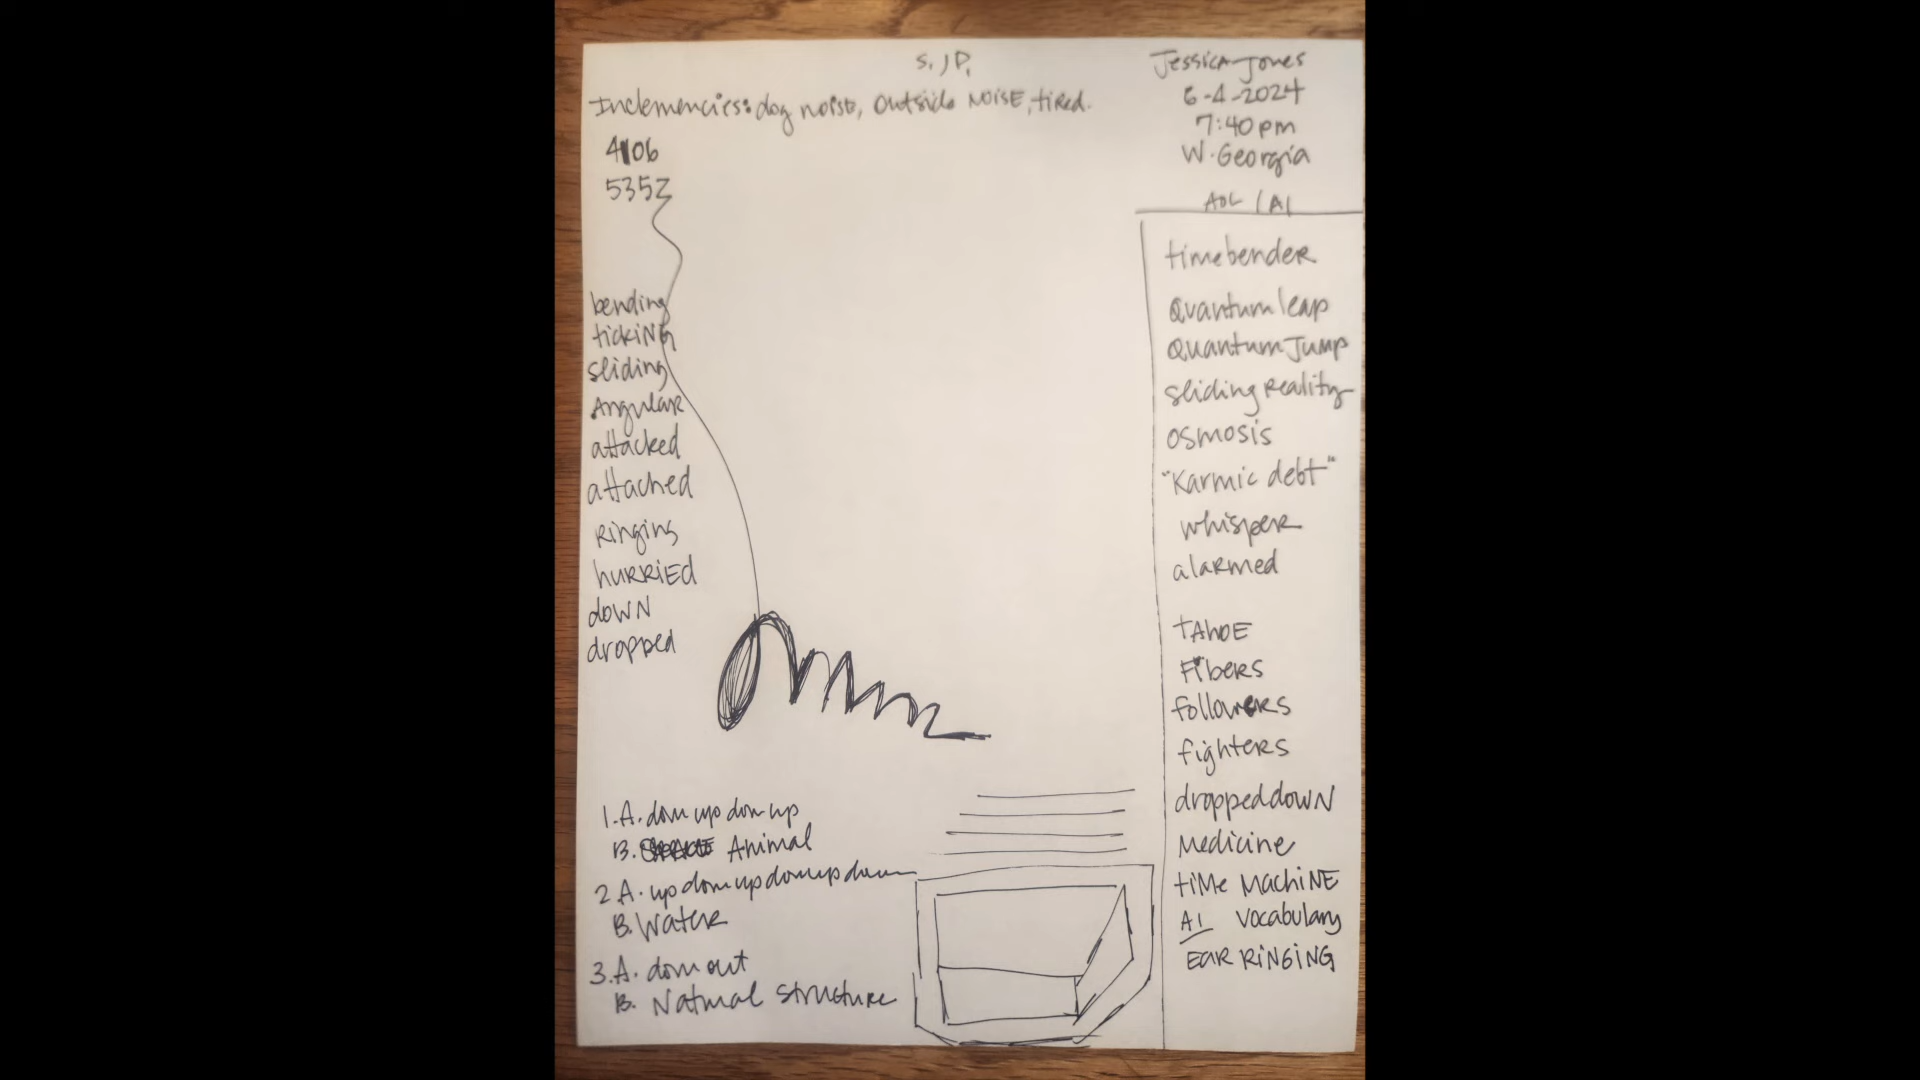 S. )P.
Jessica Jones
6-4-2024
7:40pm
W. Georgia
Inclemencies: dog noise, outside NOISE, tired.
4106
5352
bending
tickiNG
sliding
Angular
attacked
attached
Ringing
hurriEd
dowN
dropped
1. A. down up down up
B. Animal
2 A. up down up down up down
B. Water
3. A. down out
B. Natural structure
AOL / AI
timebender
Quantum leap
Quantum Jump
sliding reality
osmosis
"Karmic debt"
whisper
alarmed
TAhOE
Fibers
followers
fighters
dropped dowN
Medicine
tiMe MachiNE
AI vocabulary
EAR RiNGiNG